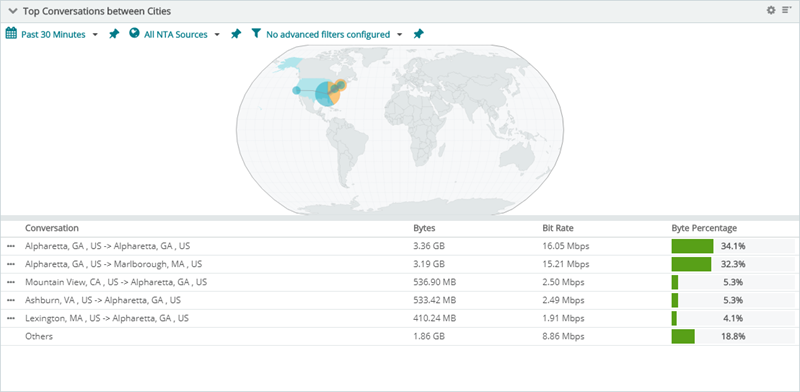 Top Conversations between Cities
Past 30 Minutes All NTA Sources No advanced filters configured
Conversation Bytes Bit Rate Byte Percentage
Alpharetta, GA , US -> Alpharetta, GA , US 3.36 GB 16.05 Mbps 34.1%
Alpharetta, GA , US -> Marlborough, MA , US 3.19 GB 15.21 Mbps 32.3%
Mountain View, CA , US -> Alpharetta, GA , US 536.90 MB 2.50 Mbps 5.3%
Ashburn, VA , US -> Alpharetta, GA , US 533.42 MB 2.49 Mbps 5.3%
Lexington, MA , US -> Alpharetta, GA , US 410.24 MB 1.91 Mbps 4.1%
Others 1.86 GB 8.86 Mbps 18.8%